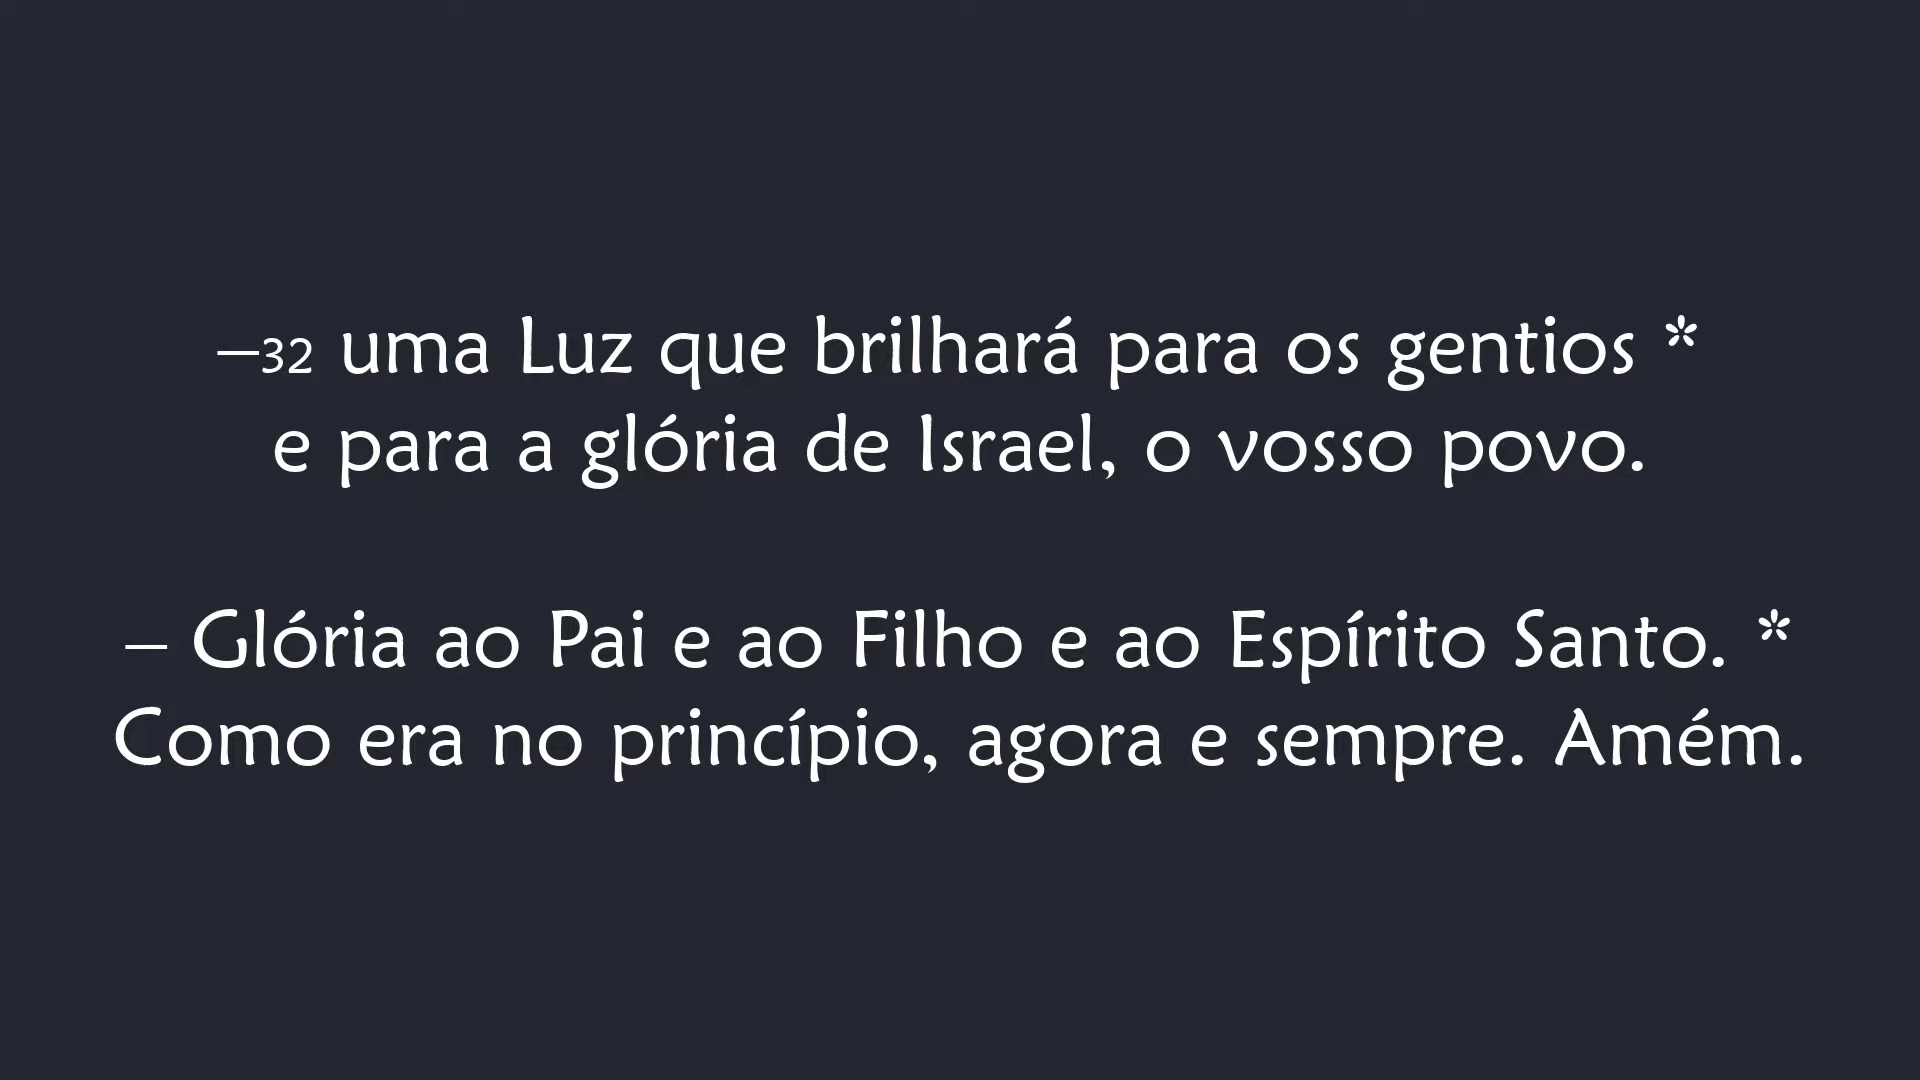 –32 uma Luz que brilhará para os gentios *
e para a glória de Israel, o vosso povo.
– Glória ao Pai e ao Filho e ao Espírito Santo. *
Como era no princípio, agora e sempre. Amém.